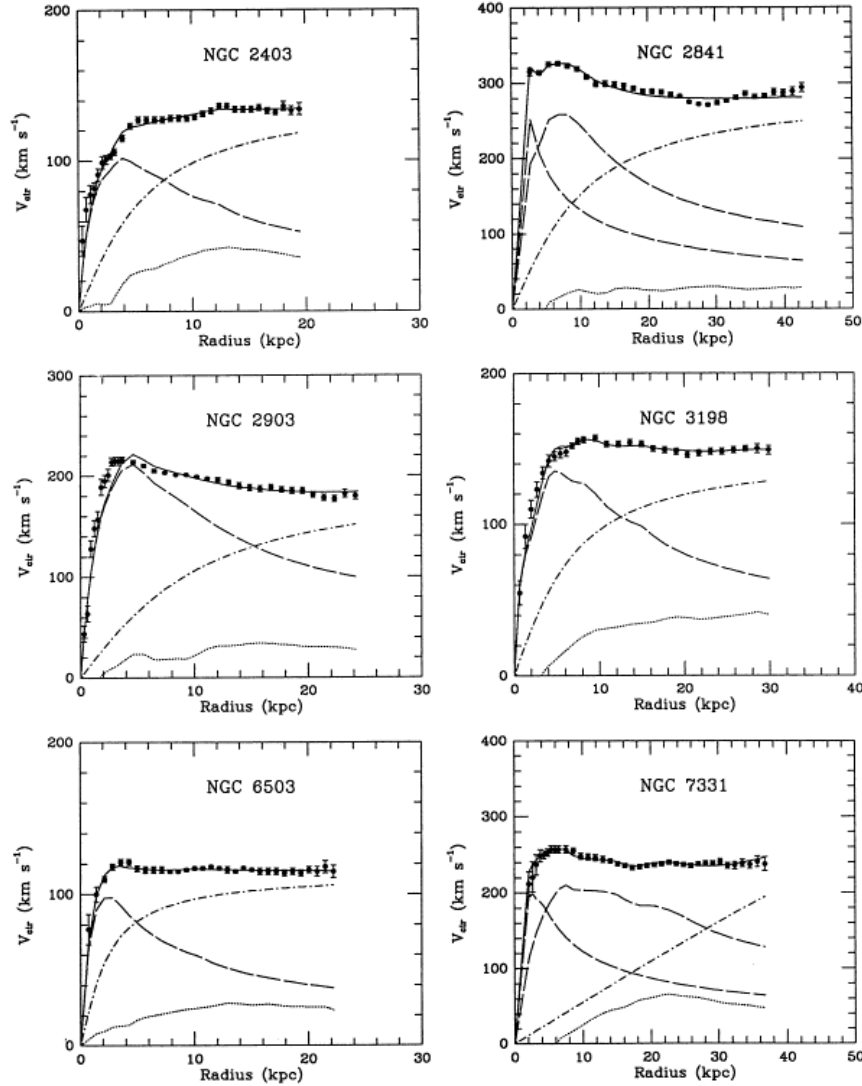 NGC 2403
V_cir (km s⁻¹)
200
100
0
0 10 20 30
Radius (kpc)
NGC 2841
V_cir (km s⁻¹)
400
300
200
100
0
0 10 20 30 40 50
Radius (kpc)
NGC 2903
V_cir (km s⁻¹)
300
200
100
0
0 10 20 30
Radius (kpc)
NGC 3198
V_cir (km s⁻¹)
200
100
0
0 10 20 30 40
Radius (kpc)
NGC 6503
V_cir (km s⁻¹)
200
100
0
0 10 20 30
Radius (kpc)
NGC 7331
V_cir (km s⁻¹)
400
300
200
100
0
0 10 20 30 40
Radius (kpc)